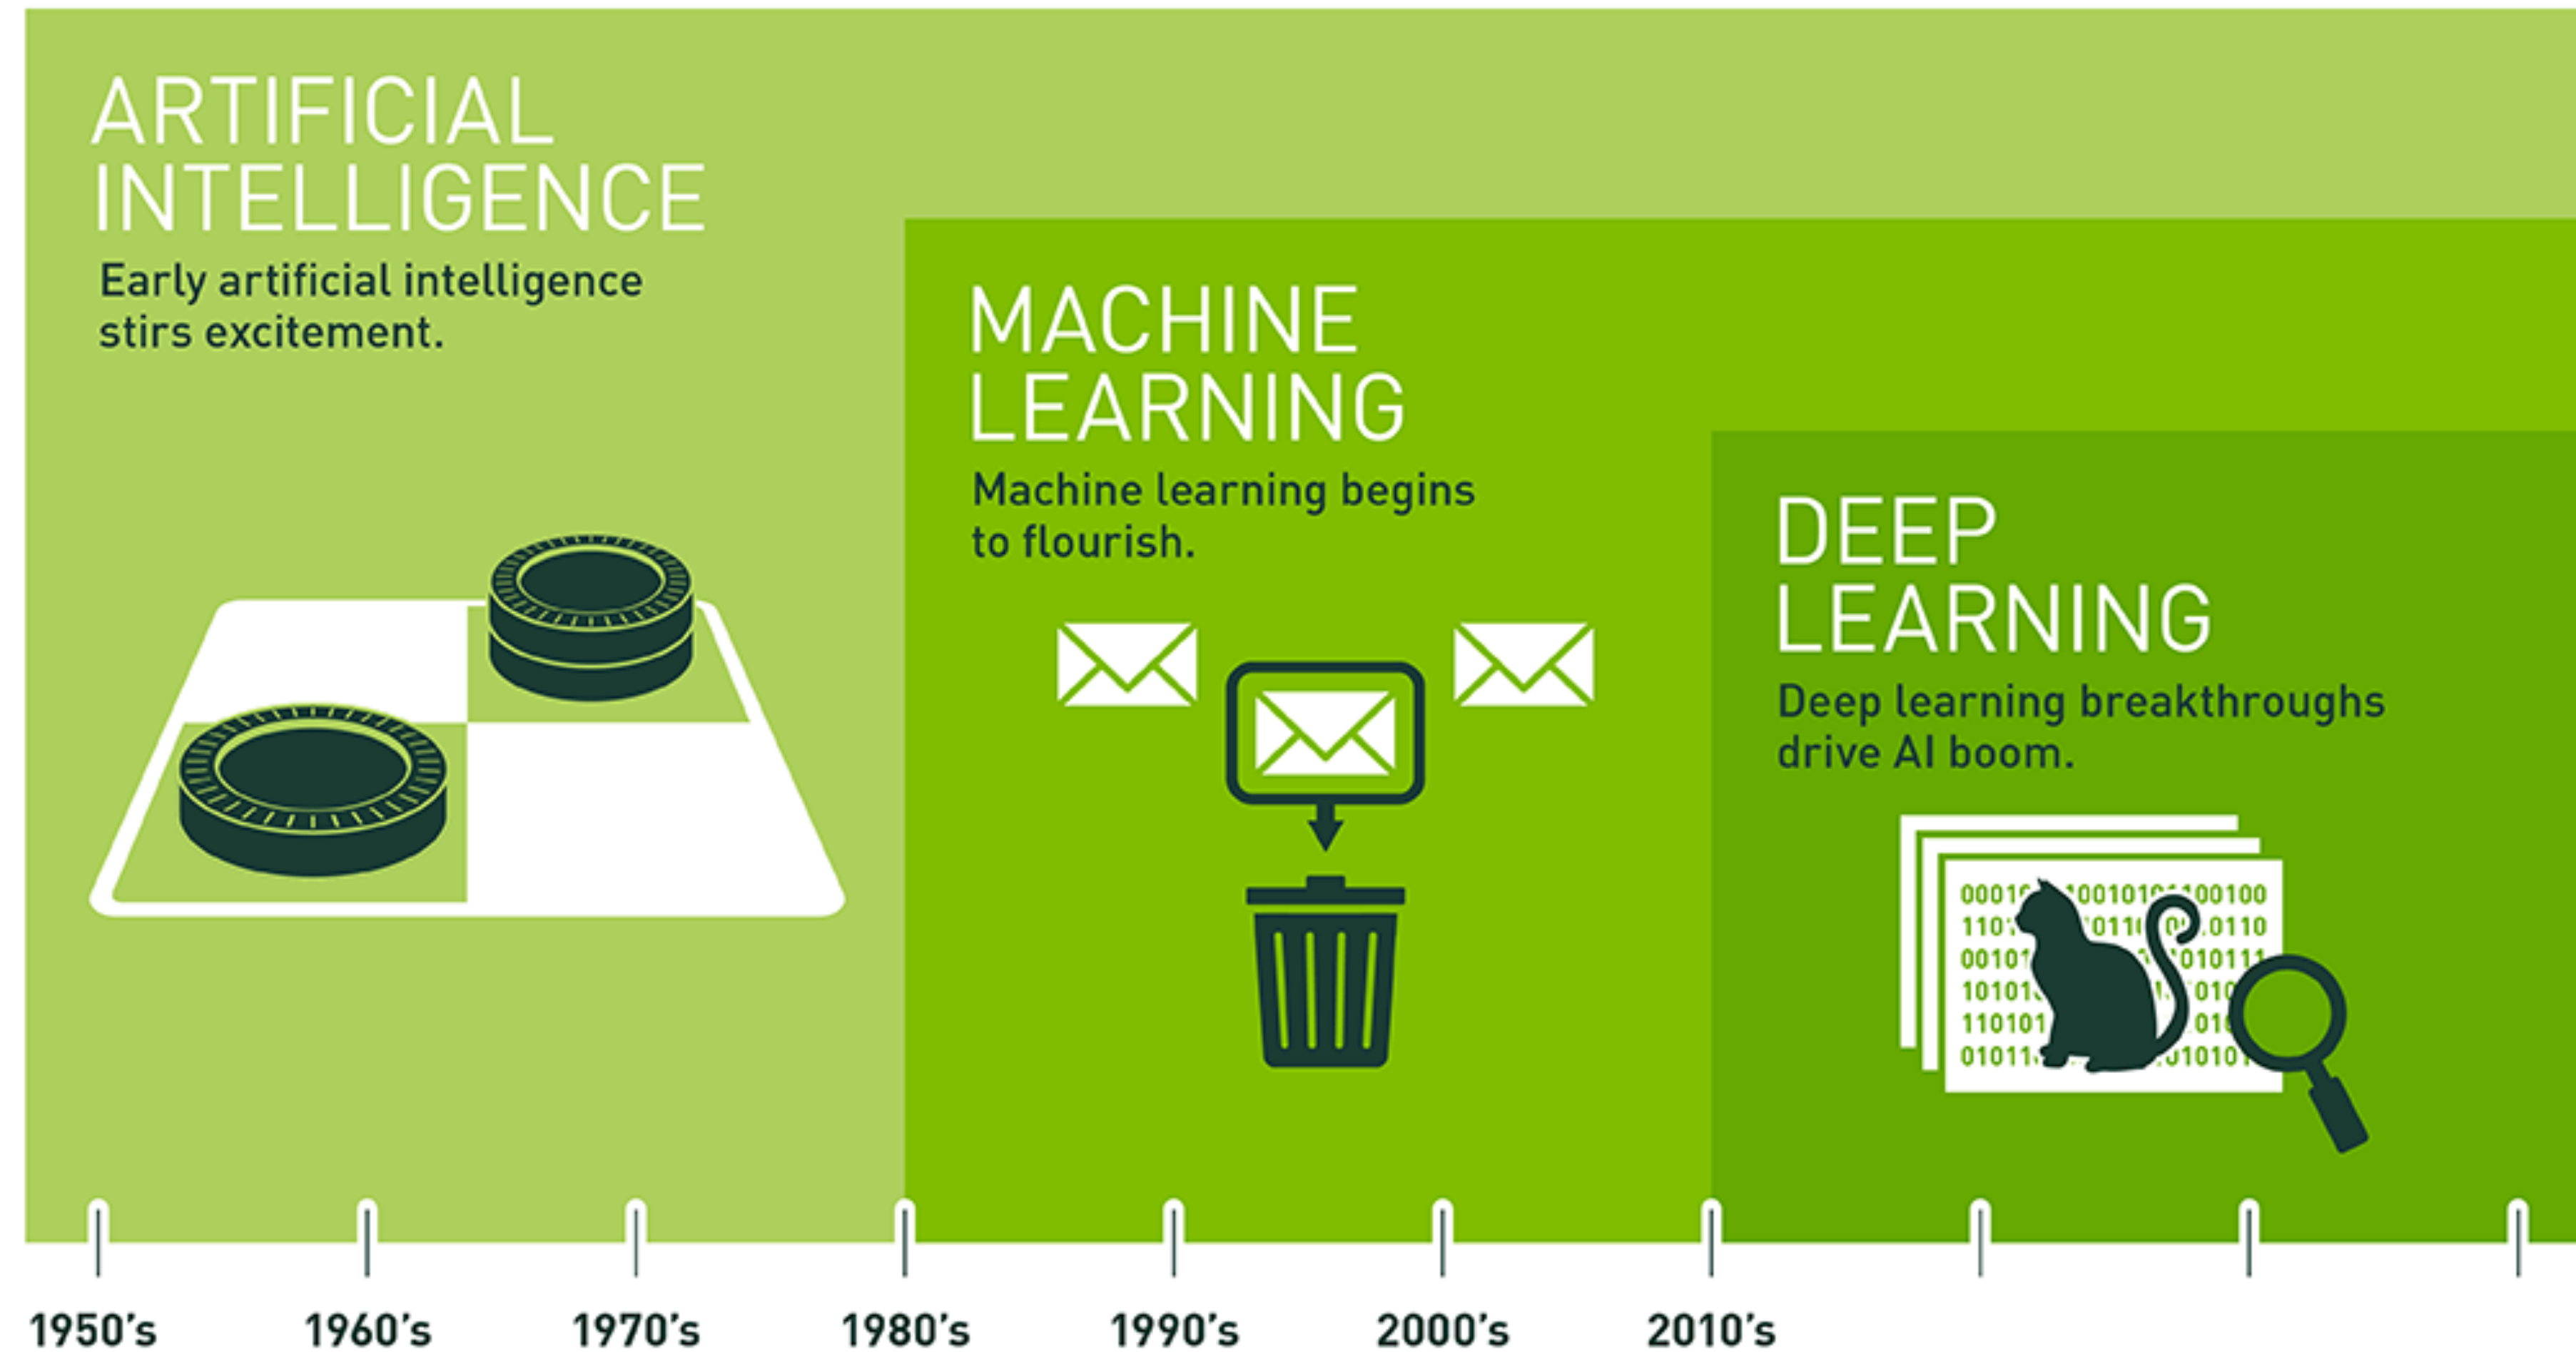 ARTIFICIAL
INTELLIGENCE
Early artificial intelligence
stirs excitement.
MACHINE
LEARNING
Machine learning begins
to flourish.
DEEP
LEARNING
Deep learning breakthroughs
drive AI boom.
1950's
1960's
1970's
1980's
1990's
2000's
2010's